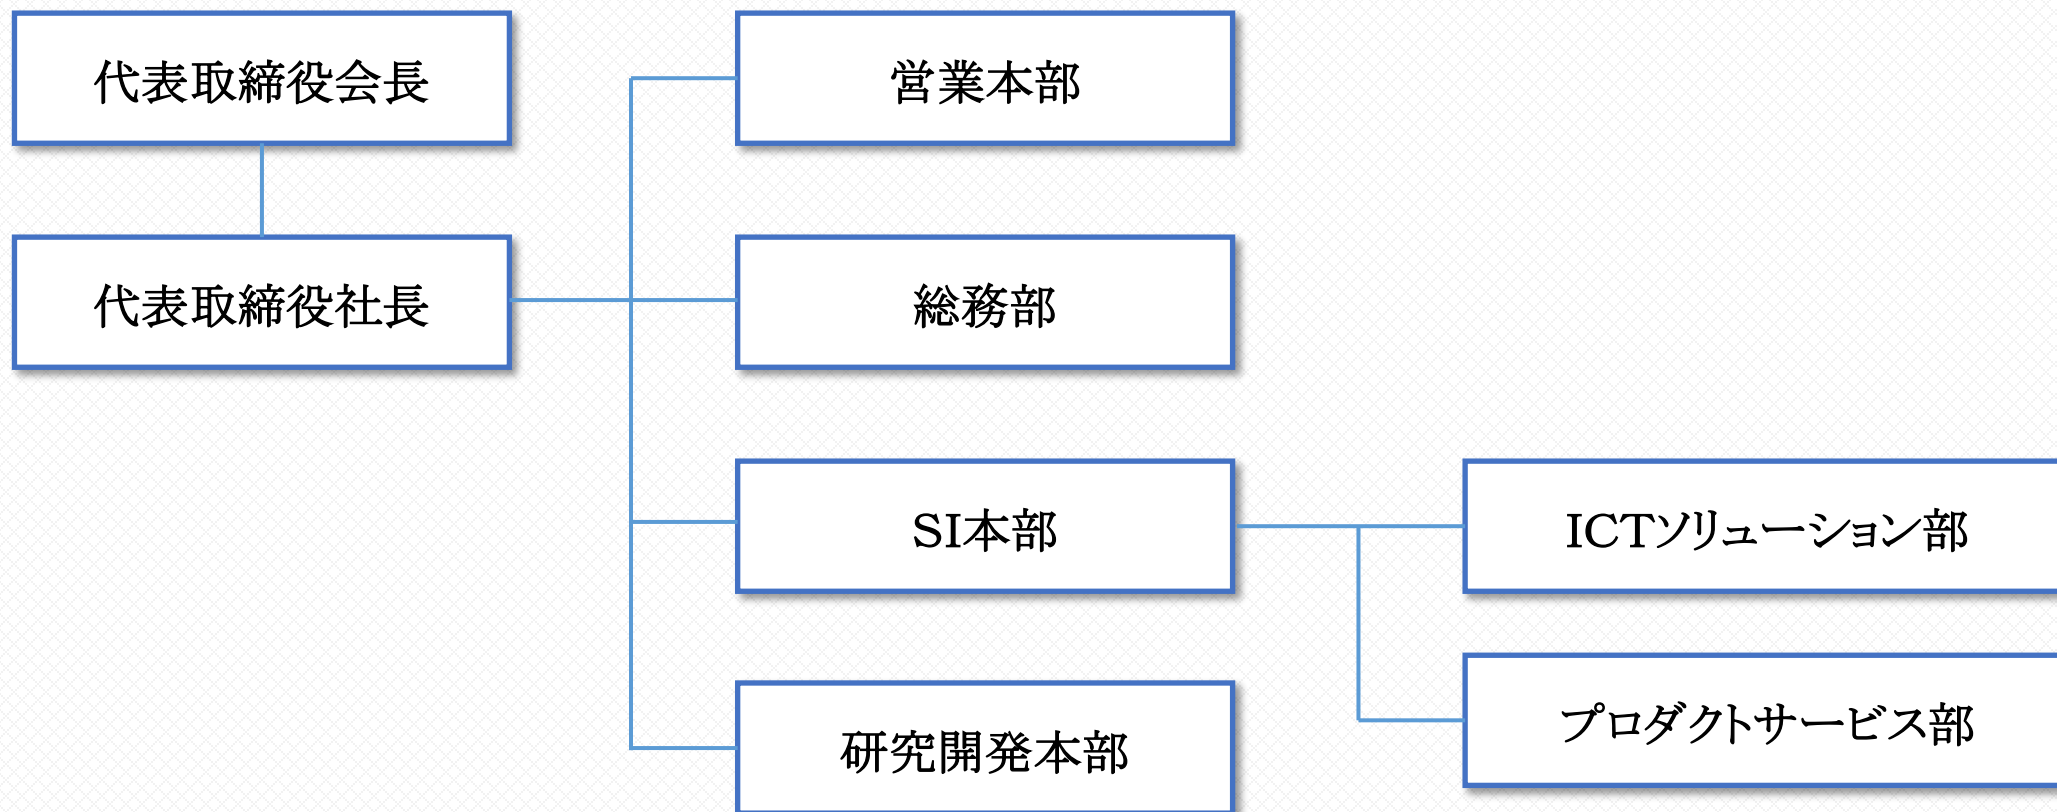 代表取締役会長
代表取締役社長
営業本部
総務部
SI本部
研究開発本部
ICTソリューション部
プロダクトサービス部